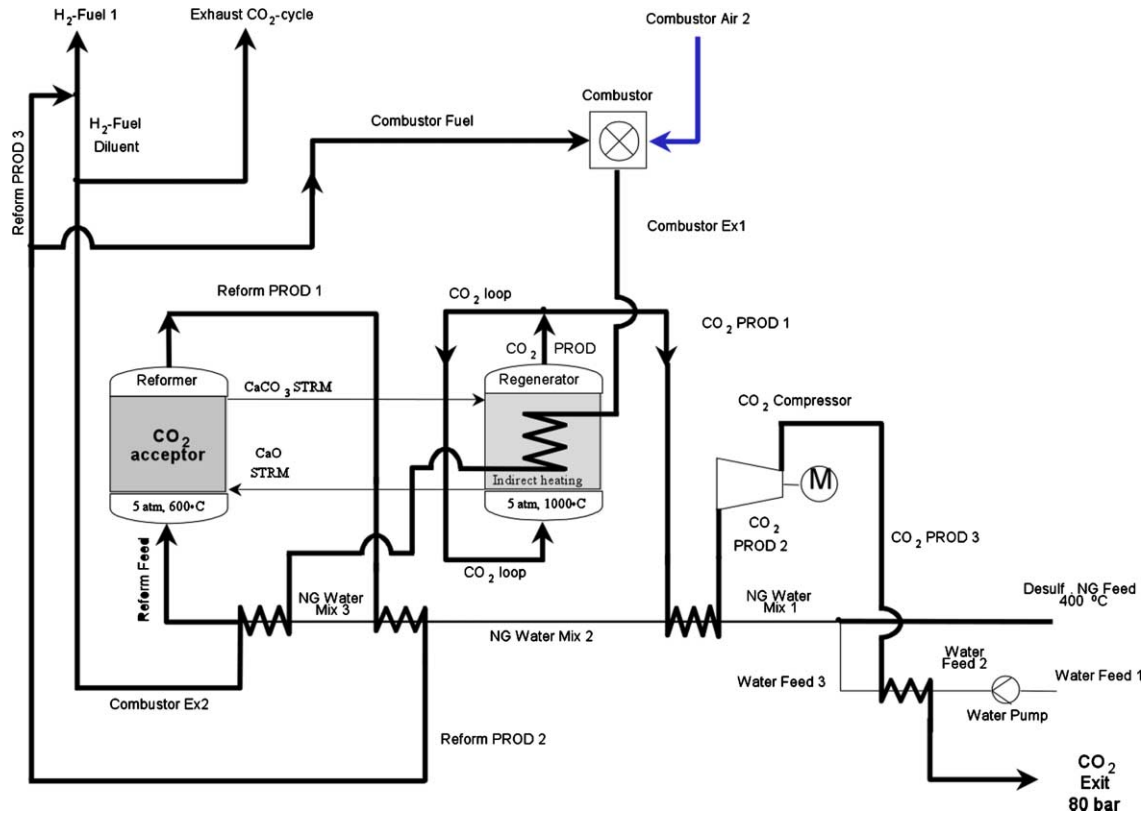 H2-Fuel 1
Exhaust CO2-cycle
Combustor Air 2
Combustor
Reform PROD 3
H2-Fuel
Diluent
Combustor Fuel
Combustor Ex1
Reform PROD 1
CO2 loop
CO2 PROD
CO2 PROD 1
Reformer
CaCO3 STRM
Regenerator
CO2 Compressor
CO2
acceptor
CaO
STRM
Indirect heating
M
5 atm, 600•C
5 atm, 1000•C
CO2
PROD 2
CO2 PROD 3
Reform Feed
CO2 loop
NG Water
Mix 3
NG Water
Mix 1
Desulf . NG Feed
400 ºC
NG Water Mix 2
Water
Feed 2
Water Feed 3
Water Feed 1
Combustor Ex2
Water Pump
Reform PROD 2
CO2
Exit
80 bar